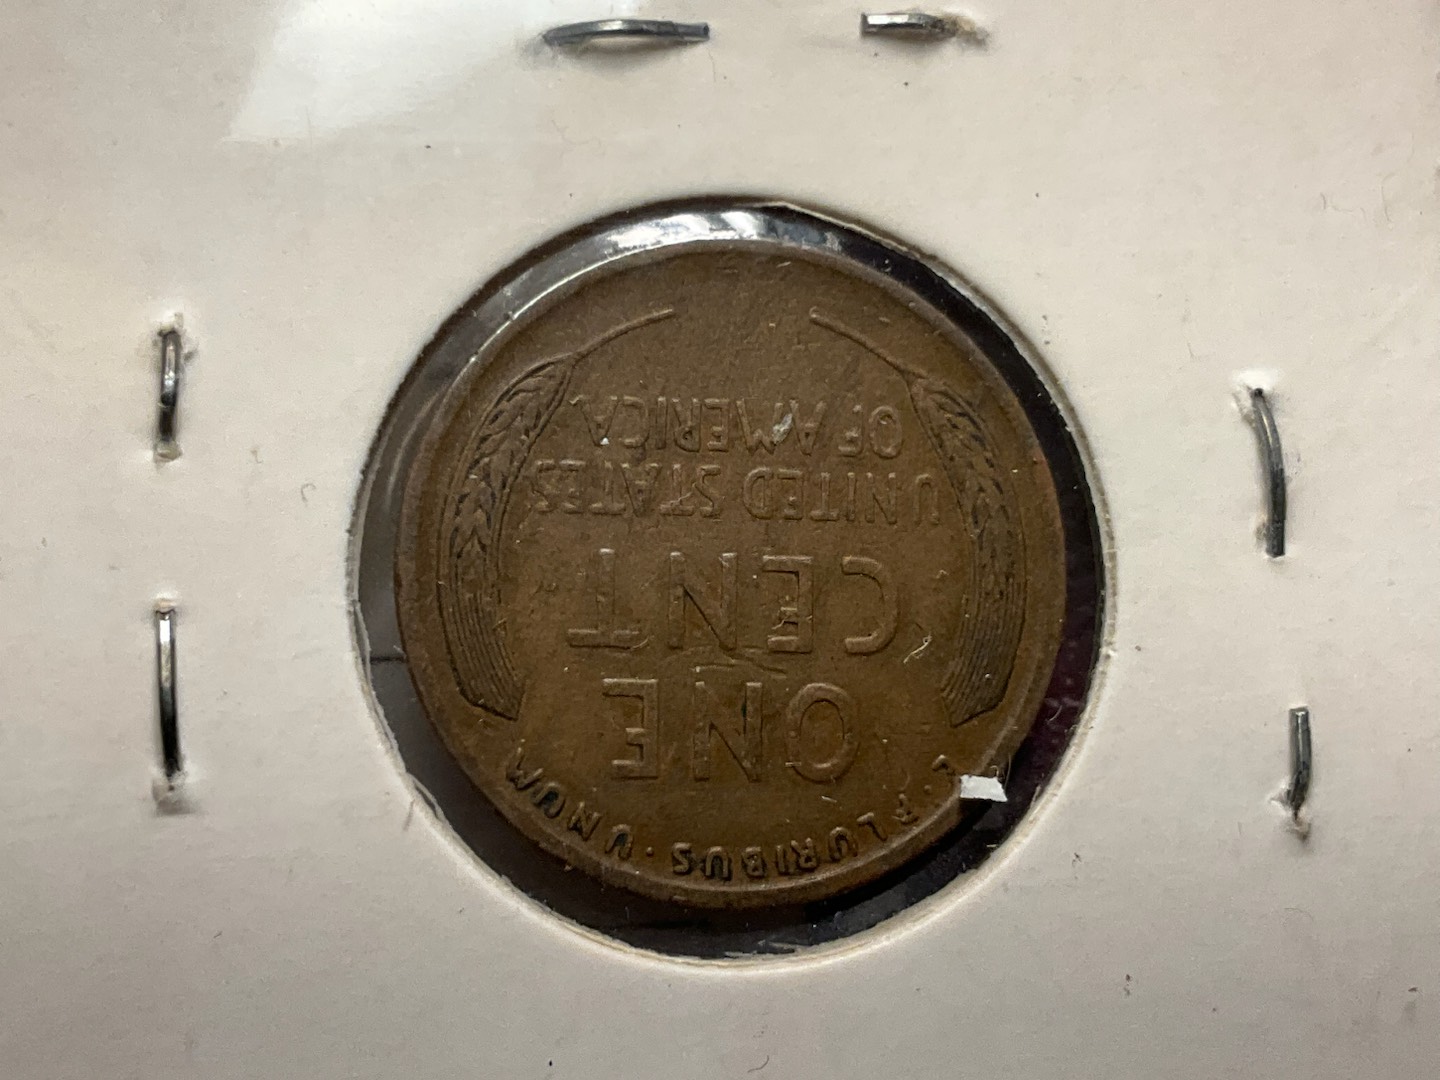 E·PLURIBUS·UNUM
ONE
CENT
UNITED STATES
OF AMERICA